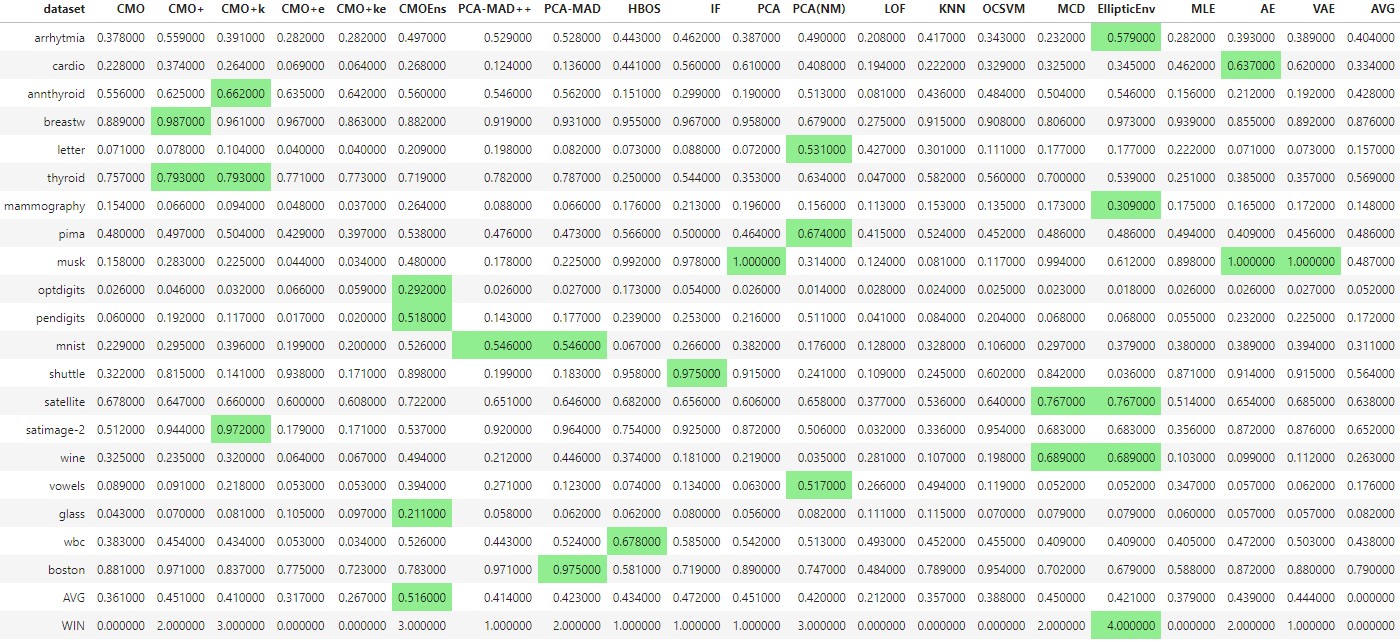 dataset CMO CMO+ CMO+k CMO+e CMO+ke CMOEns PCA-MAD++ PCA-MAD HBOS IF PCA PCA(NM) LOF KNN OCSVM MCD EllipticEnv MLE AE VAE AVG
arrhytmia 0.378000 0.559000 0.391000 0.282000 0.282000 0.497000 0.529000 0.528000 0.443000 0.462000 0.387000 0.490000 0.208000 0.417000 0.343000 0.232000 0.579000 0.282000 0.393000 0.389000 0.404000
cardio 0.228000 0.374000 0.264000 0.069000 0.064000 0.268000 0.124000 0.130000 0.441000 0.560000 0.610000 0.408000 0.194000 0.222000 0.329000 0.325000 0.345000 0.462000 0.637000 0.620000 0.334000
annthyroid 0.556000 0.625000 0.662000 0.635000 0.642000 0.560000 0.546000 0.562000 0.151000 0.299000 0.190000 0.513000 0.081000 0.436000 0.484000 0.504000 0.546000 0.156000 0.212000 0.192000 0.428000
breastw 0.889000 0.987000 0.961000 0.967000 0.863000 0.882000 0.919000 0.931000 0.955000 0.967000 0.958000 0.679000 0.275000 0.915000 0.908000 0.806000 0.973000 0.939000 0.855000 0.892000 0.876000
letter 0.071000 0.078000 0.104000 0.040000 0.040000 0.209000 0.198000 0.082000 0.073000 0.088000 0.072000 0.531000 0.427000 0.301000 0.111000 0.177000 0.177000 0.222000 0.071000 0.073000 0.157000
thyroid 0.757000 0.793000 0.793000 0.771000 0.773000 0.719000 0.782000 0.787000 0.250000 0.544000 0.353000 0.634000 0.047000 0.582000 0.560000 0.700000 0.539000 0.251000 0.385000 0.357000 0.569000
mammography 0.154000 0.066000 0.094000 0.048000 0.037000 0.264000 0.088000 0.066000 0.176000 0.213000 0.196000 0.156000 0.113000 0.153000 0.135000 0.173000 0.309000 0.175000 0.165000 0.172000 0.148000
pima 0.480000 0.497000 0.504000 0.429000 0.397000 0.538000 0.476000 0.473000 0.566000 0.500000 0.464000 0.674000 0.415000 0.524000 0.452000 0.486000 0.486000 0.494000 0.409000 0.456000 0.486000
musk 0.158000 0.283000 0.225000 0.044000 0.034000 0.480000 0.178000 0.225000 0.992000 0.978000 1.000000 0.314000 0.124000 0.081000 0.117000 0.994000 0.612000 0.898000 1.000000 1.000000 0.487000
optdigits 0.026000 0.046000 0.032000 0.066000 0.059000 0.292000 0.026000 0.027000 0.173000 0.054000 0.026000 0.014000 0.028000 0.024000 0.025000 0.023000 0.018000 0.026000 0.026000 0.027000 0.052000
pendigits 0.060000 0.192000 0.117000 0.017000 0.020000 0.518000 0.143000 0.177000 0.239000 0.253000 0.216000 0.511000 0.041000 0.084000 0.204000 0.068000 0.068000 0.055000 0.232000 0.225000 0.172000
mnist 0.229000 0.295000 0.396000 0.199000 0.200000 0.526000 0.546000 0.546000 0.067000 0.266000 0.382000 0.176000 0.128000 0.328000 0.106000 0.297000 0.379000 0.380000 0.389000 0.394000 0.311000
shuttle 0.322000 0.815000 0.141000 0.938000 0.171000 0.898000 0.199000 0.183000 0.958000 0.975000 0.915000 0.241000 0.109000 0.245000 0.602000 0.842000 0.036000 0.871000 0.914000 0.915000 0.564000
satellite 0.678000 0.647000 0.660000 0.600000 0.608000 0.722000 0.651000 0.646000 0.682000 0.656000 0.606000 0.658000 0.377000 0.536000 0.640000 0.767000 0.767000 0.514000 0.654000 0.685000 0.638000
satimage-2 0.512000 0.944000 0.972000 0.179000 0.171000 0.537000 0.920000 0.964000 0.754000 0.925000 0.872000 0.506000 0.032000 0.336000 0.954000 0.683000 0.683000 0.356000 0.872000 0.876000 0.652000
wine 0.325000 0.235000 0.320000 0.064000 0.067000 0.494000 0.212000 0.446000 0.374000 0.181000 0.219000 0.035000 0.281000 0.107000 0.198000 0.689000 0.689000 0.103000 0.099000 0.112000 0.263000
vowels 0.089000 0.091000 0.218000 0.053000 0.053000 0.394000 0.271000 0.123000 0.074000 0.134000 0.063000 0.517000 0.266000 0.494000 0.119000 0.052000 0.052000 0.347000 0.057000 0.062000 0.176000
glass 0.043000 0.070000 0.081000 0.105000 0.097000 0.211000 0.058000 0.062000 0.062000 0.080000 0.056000 0.082000 0.111000 0.115000 0.070000 0.079000 0.079000 0.060000 0.057000 0.057000 0.082000
wbc 0.383000 0.454000 0.434000 0.053000 0.034000 0.526000 0.443000 0.524000 0.678000 0.585000 0.542000 0.513000 0.493000 0.452000 0.455000 0.409000 0.409000 0.405000 0.472000 0.503000 0.438000
boston 0.881000 0.971000 0.837000 0.775000 0.723000 0.783000 0.971000 0.975000 0.581000 0.719000 0.890000 0.747000 0.484000 0.789000 0.954000 0.702000 0.679000 0.588000 0.872000 0.880000 0.790000
AVG 0.361000 0.451000 0.410000 0.317000 0.267000 0.516000 0.414000 0.423000 0.434000 0.472000 0.451000 0.420000 0.212000 0.357000 0.388000 0.450000 0.421000 0.379000 0.439000 0.444000 0.000000
WIN 0.000000 2.000000 3.000000 0.000000 0.000000 3.000000 1.000000 2.000000 1.000000 1.000000 1.000000 3.000000 0.000000 0.000000 0.000000 2.000000 4.000000 0.000000 2.000000 1.000000 0.000000